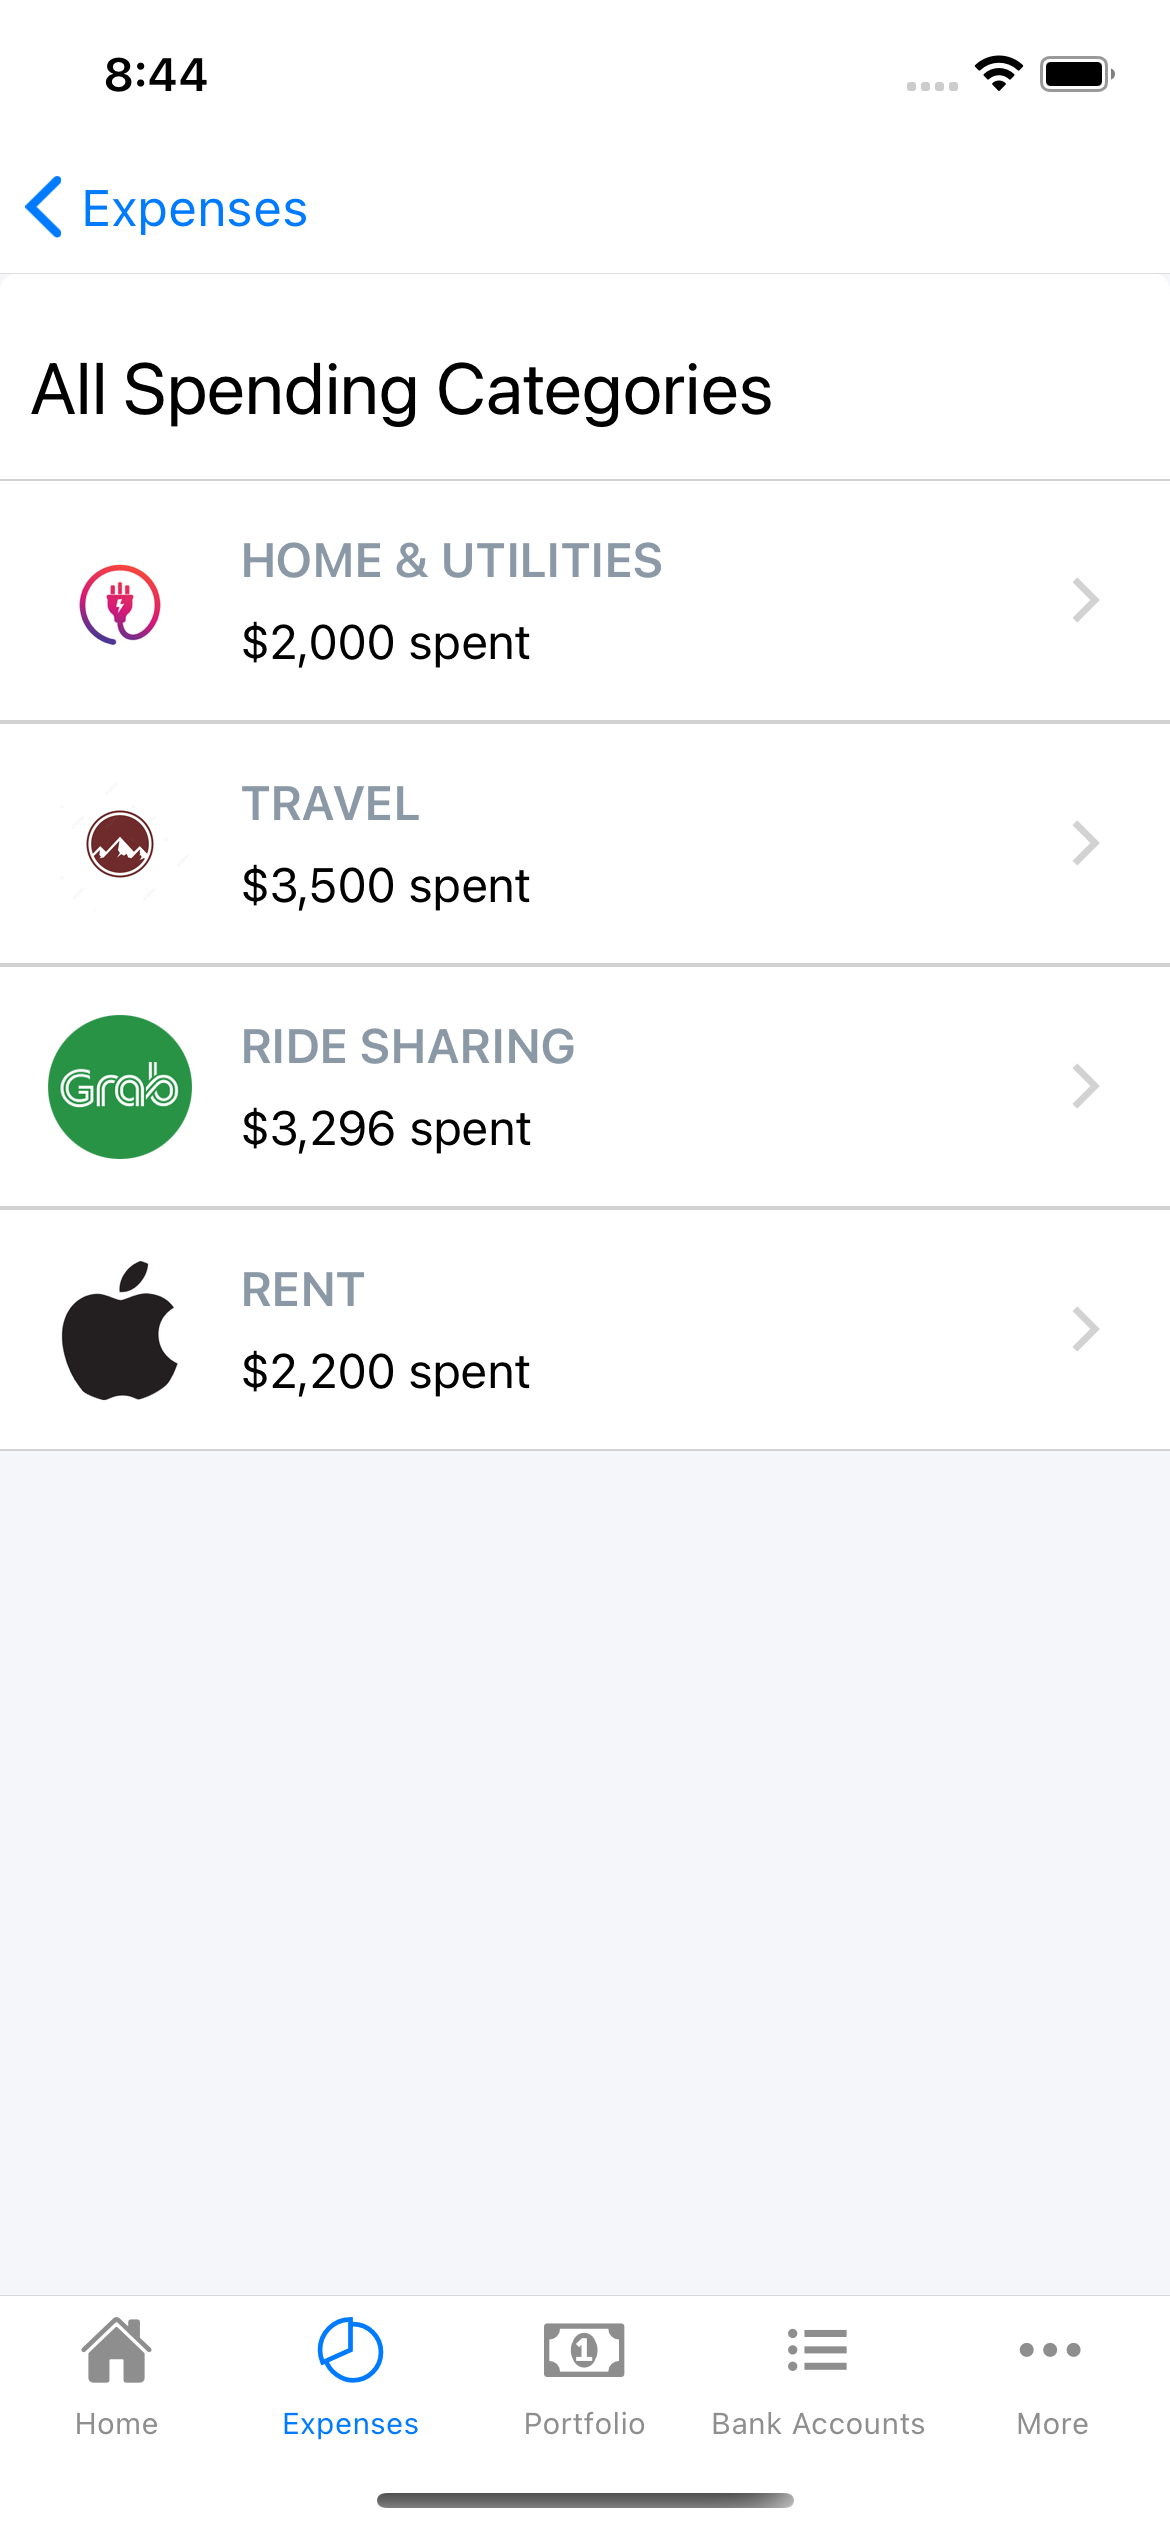 8:44
Expenses
All Spending Categories
HOME & UTILITIES
$2,000 spent
TRAVEL
$3,500 spent
Grab
RIDE SHARING
$3,296 spent
RENT
$2,200 spent
1
Home
Expenses
Portfolio
Bank Accounts
More